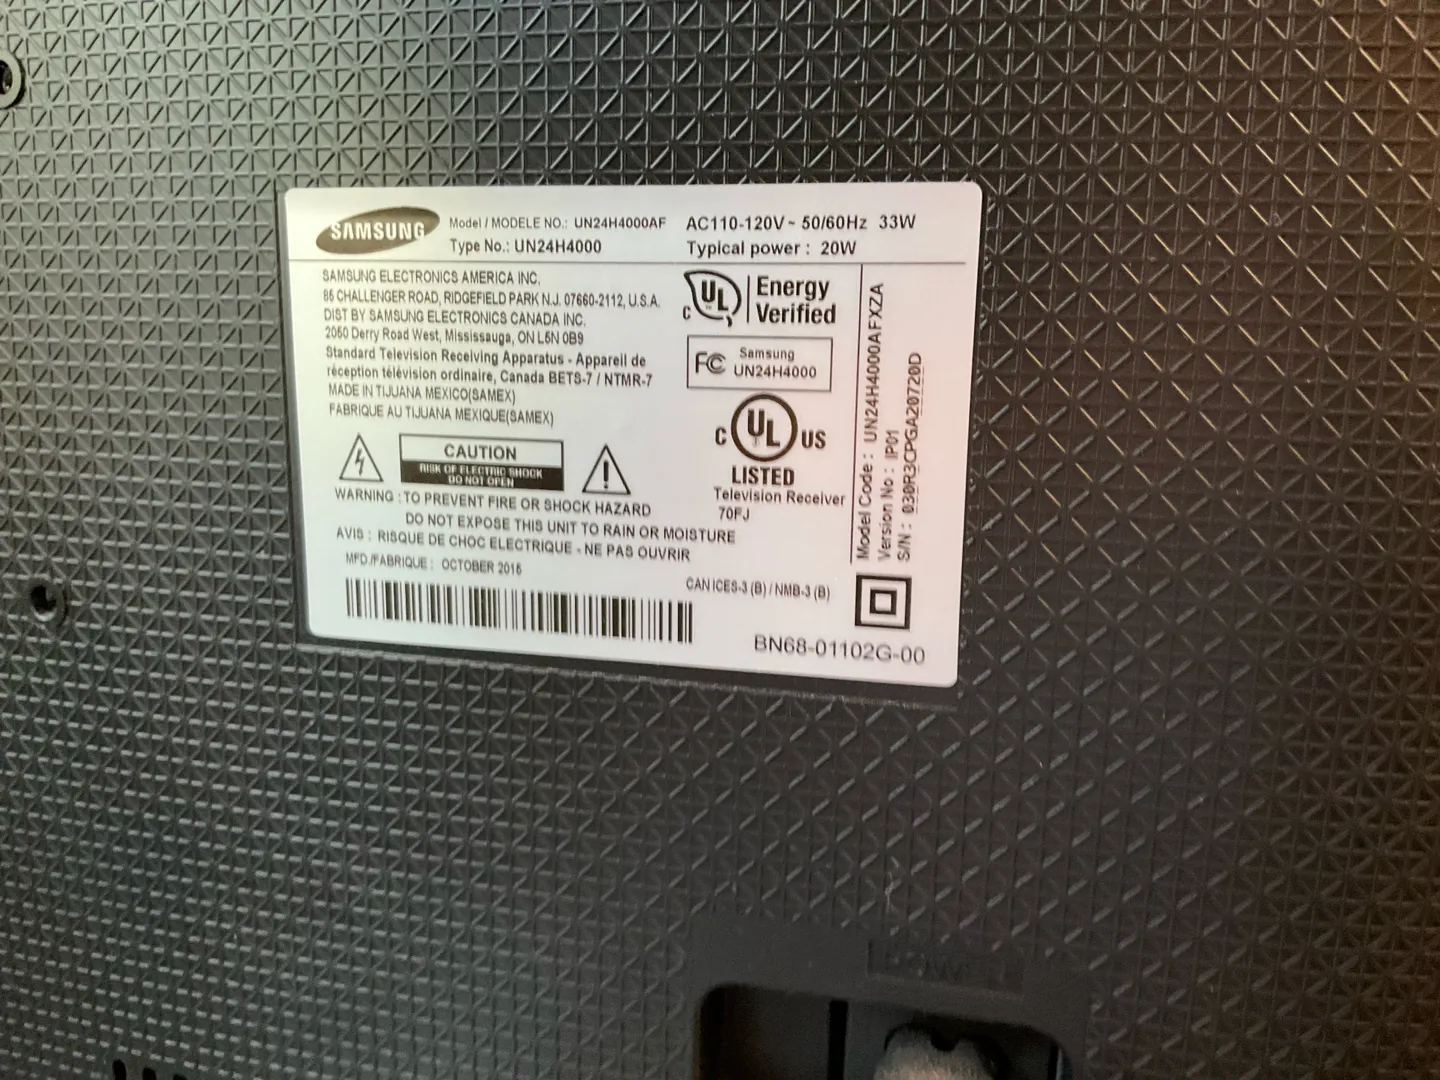 SAMSUNG
Model / MODELE NO.: UN24H4000AF
Type No.: UN24H4000
AC110-120V~ 50/60Hz 33W
Typical power : 20W
SAMSUNG ELECTRONICS AMERICA INC.
85 CHALLENGER ROAD, RIDGEFIELD PARK N.J. 07660-2112, U.S.A.
DIST BY SAMSUNG ELECTRONICS CANADA INC.
2050 Derry Road West, Mississauga, ON L5N 0B9
Standard Television Receiving Apparatus - Appareil de
réception télévision ordinaire, Canada BETS-7 / NTMR-7
MADE IN TIJUANA MEXICO(SAMEX)
FABRIQUE AU TIJUANA MEXIQUE(SAMEX)
CAUTION
RISK OF ELECTRIC SHOCK
DO NOT OPEN
WARNING : TO PREVENT FIRE OR SHOCK HAZARD
DO NOT EXPOSE THIS UNIT TO RAIN OR MOISTURE
AVIS : RISQUE DE CHOC ELECTRIQUE - NE PAS OUVRIR
MFD./FABRIQUE : OCTOBER 2015
C UL Energy
Verified
FC Samsung
UN24H4000
C UL US
LISTED
Television Receiver
70FJ
CAN ICES-3 (B) / NMB-3 (B)
BN68-01102G-00
Model Code : UN24H4000AFXZA
Version No : IP01
S/N : 030R3CPGA20720D